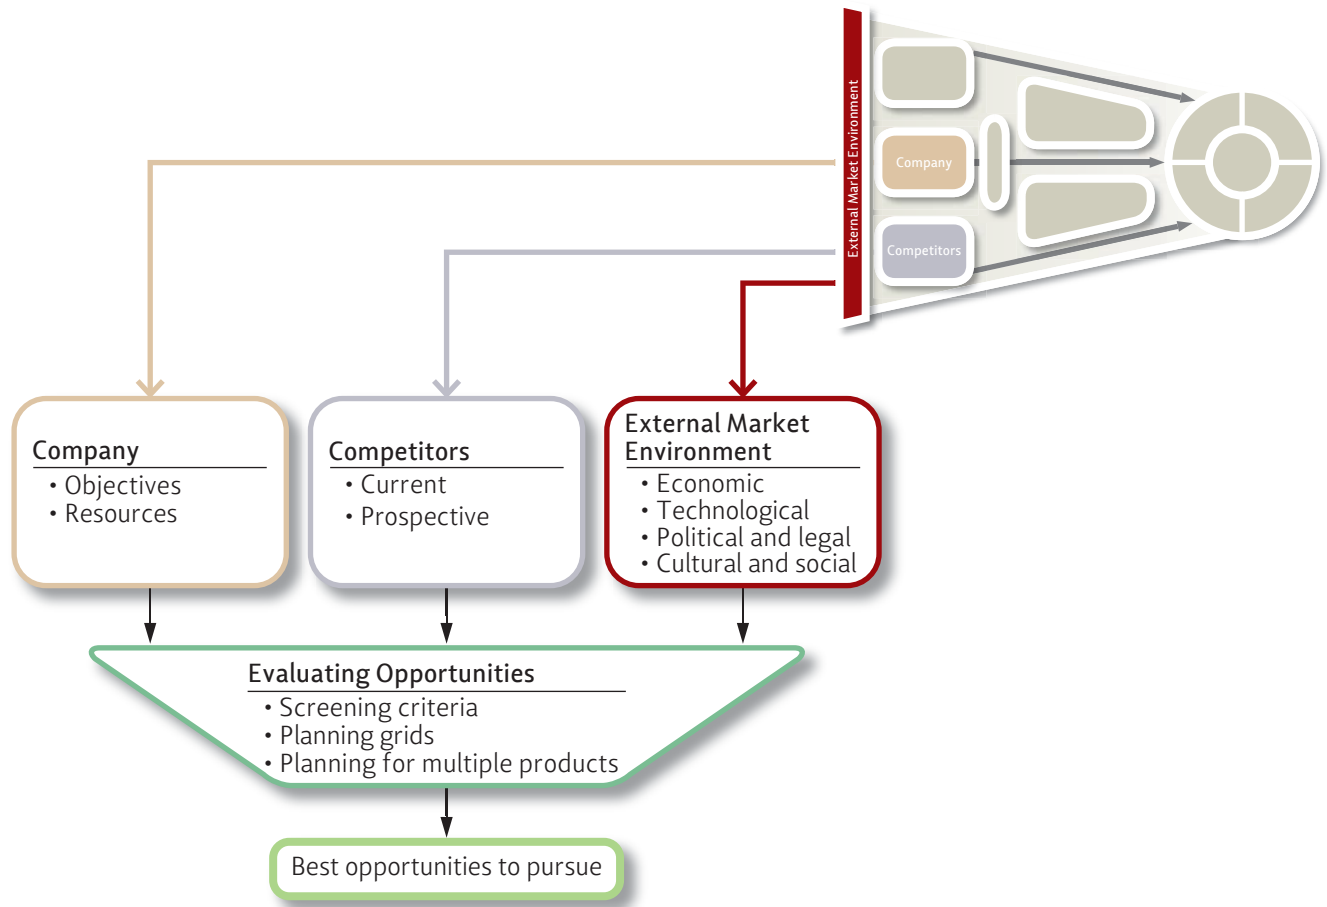 External Market Environment
Company
Competitors
Company
• Objectives
• Resources
Competitors
• Current
• Prospective
External Market
Environment
• Economic
• Technological
• Political and legal
• Cultural and social
Evaluating Opportunities
• Screening criteria
• Planning grids
• Planning for multiple products
Best opportunities to pursue